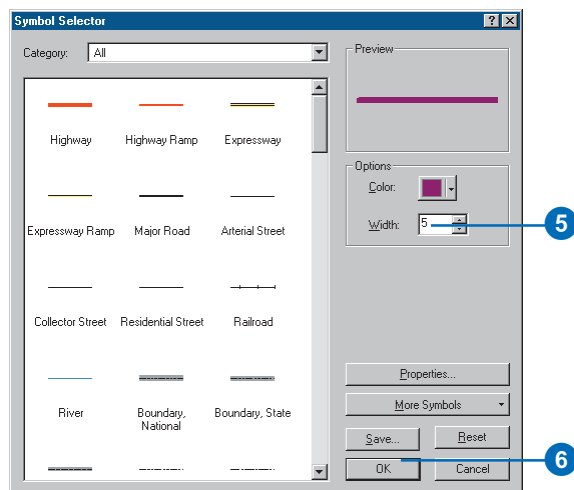 Symbol Selector
Category: All
Preview
Highway
Highway Ramp
Expressway
Options
Color:
Width: 5
5
Expressway Ramp
Major Road
Arterial Street
Collector Street
Residential Street
Railroad
River
Boundary,
National
Boundary, State
Properties...
More Symbols
Save...
Reset
OK
Cancel
6